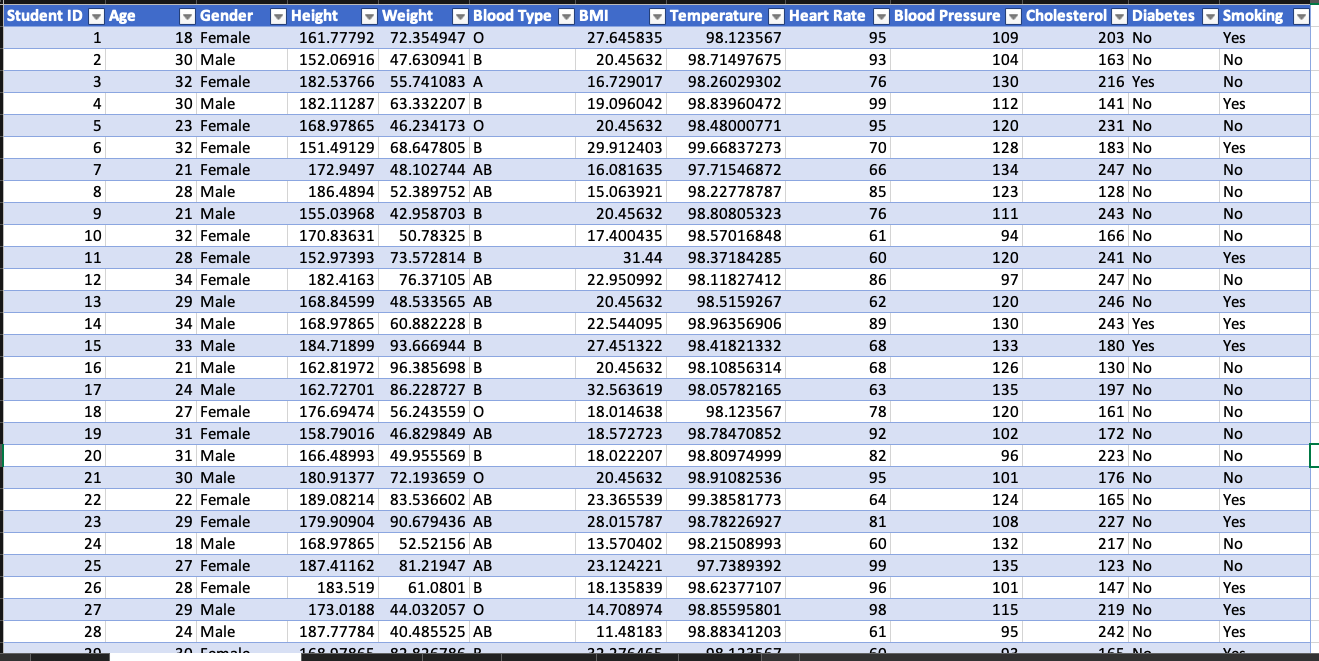 Student ID Age Gender Height Weight Blood Type BMI Temperature Heart Rate Blood Pressure Cholesterol Diabetes Smoking
1 18 Female 161.77792 72.354947 O 27.645835 98.123567 95 109 203 No Yes
2 30 Male 152.06916 47.630941 B 20.45632 98.71497675 93 104 163 No No
3 32 Female 182.53766 55.741083 A 16.729017 98.26029302 76 130 216 Yes No
4 30 Male 182.11287 63.332207 B 19.096042 98.83960472 99 112 141 No Yes
5 23 Female 168.97865 46.234173 O 20.45632 98.48000771 95 120 231 No No
6 32 Female 151.49129 68.647805 B 29.912403 99.66837273 70 128 183 No Yes
7 21 Female 172.9497 48.102744 AB 16.081635 97.71546872 66 134 247 No No
8 28 Male 186.4894 52.389752 AB 15.063921 98.22778787 85 123 128 No No
9 21 Male 155.03968 42.958703 B 20.45632 98.80805323 76 111 243 No No
10 32 Female 170.83631 50.78325 B 17.400435 98.57016848 61 94 166 No No
11 28 Female 152.97393 73.572814 B 31.44 98.37184285 60 120 241 No Yes
12 34 Female 182.4163 76.37105 AB 22.950992 98.11827412 86 97 247 No No
13 29 Male 168.84599 48.533565 AB 20.45632 98.5159267 62 120 246 No Yes
14 34 Male 168.97865 60.882228 B 22.544095 98.96356906 89 130 243 Yes Yes
15 33 Male 184.71899 93.666944 B 27.451322 98.41821332 68 133 180 Yes Yes
16 21 Male 162.81972 96.385698 B 20.45632 98.10856314 68 126 130 No No
17 24 Male 162.72701 86.228727 B 32.563619 98.05782165 63 135 197 No No
18 27 Female 176.69474 56.243559 O 18.014638 98.123567 78 120 161 No No
19 31 Female 158.79016 46.829849 AB 18.572723 98.78470852 92 102 172 No No
20 31 Male 166.48993 49.955569 B 18.022207 98.80974999 82 96 223 No No
21 30 Male 180.91377 72.193659 O 20.45632 98.91082536 95 101 176 No No
22 22 Female 189.08214 83.536602 AB 23.365539 99.38581773 64 124 165 No Yes
23 29 Female 179.90904 90.679436 AB 28.015787 98.78226927 81 108 227 No Yes
24 18 Male 168.97865 52.52156 AB 13.570402 98.21508993 60 132 217 No No
25 27 Female 187.41162 81.21947 AB 23.124221 97.7389392 99 135 123 No No
26 28 Female 183.519 61.0801 B 18.135839 98.62377107 96 101 147 No Yes
27 29 Male 173.0188 44.032057 O 14.708974 98.85595801 98 115 219 No Yes
28 24 Male 187.77784 40.485525 AB 11.48183 98.88341203 61 95 242 No Yes